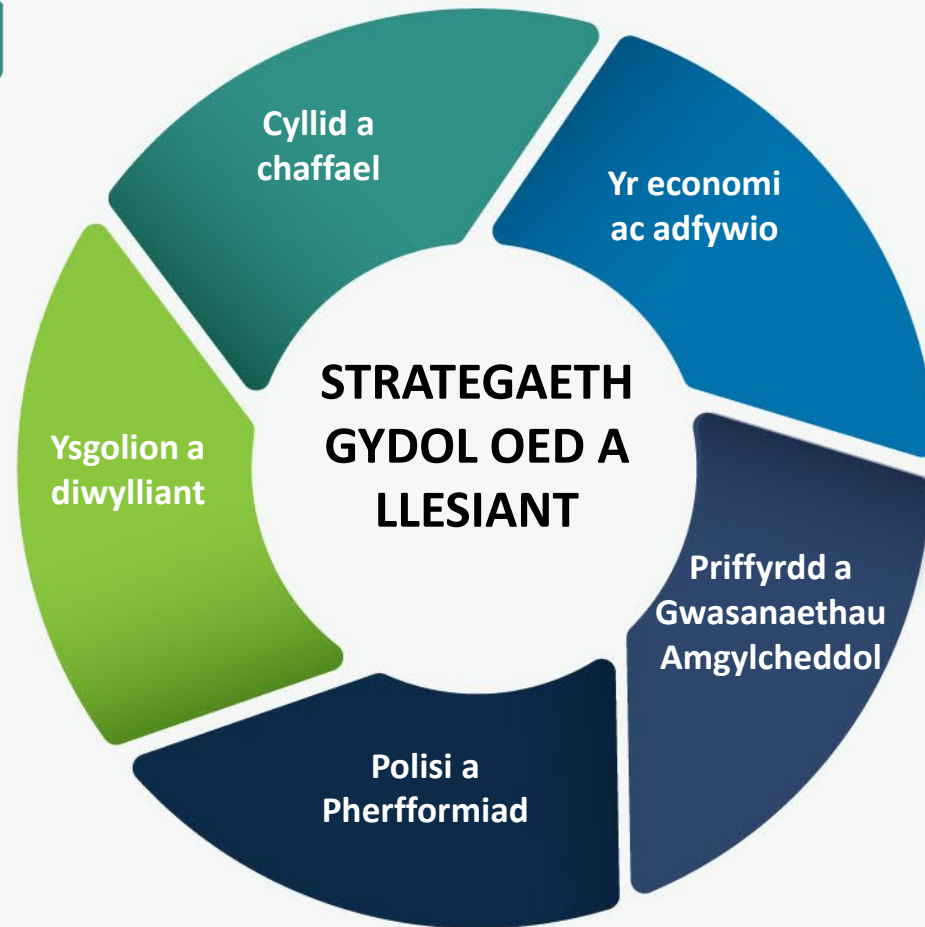 Cyllid a
chaffael
Yr economi
ac adfywio
STRATEGAETH
GYDOL OED A
LLESIANT
Ysgolion a
diwylliant
Priffyrdd a
Gwasanaethau
Amgylcheddol
Polisi a
Pherfformiad